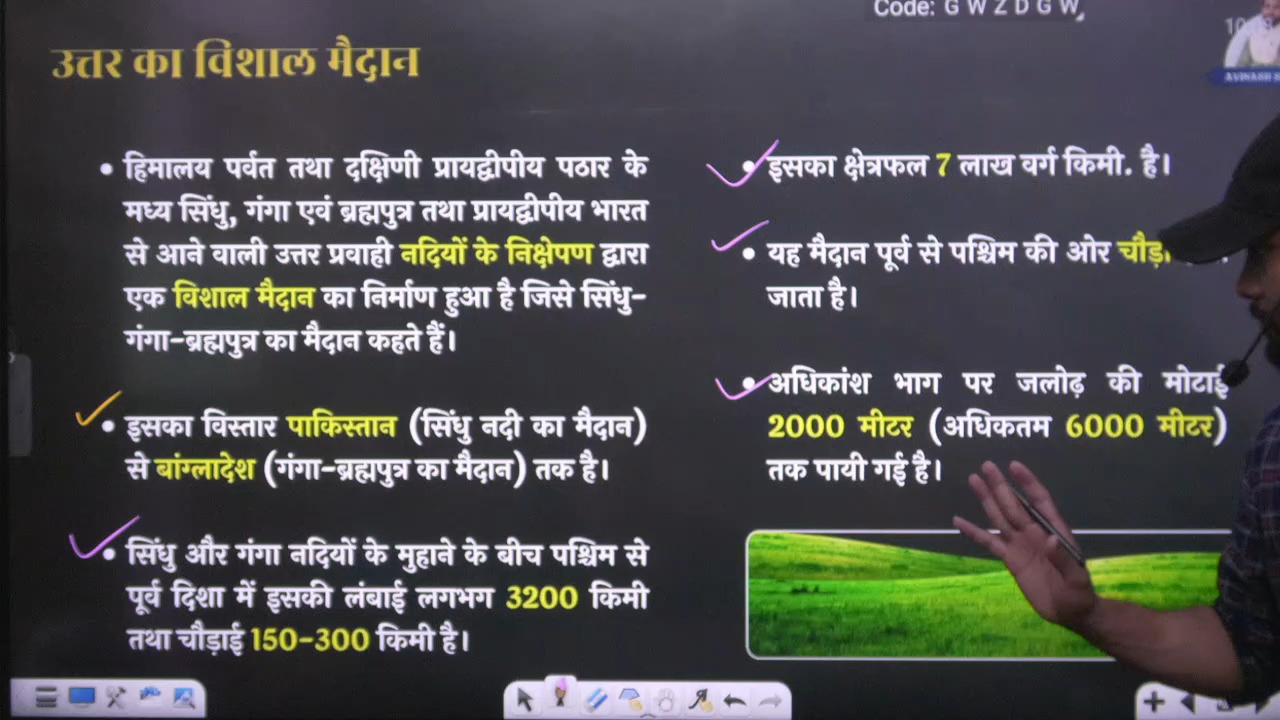 Code: G W Z D G W
उत्तर का विशाल मैदान
• हिमालय पर्वत तथा दक्षिणी प्रायद्वीपीय पठार के
मध्य सिंधु, गंगा एवं ब्रह्मपुत्र तथा प्रायद्वीपीय भारत
से आने वाली उत्तर प्रवाही नदियों के निक्षेपण द्वारा
एक विशाल मैदान का निर्माण हुआ है जिसे सिंधु-
गंगा-ब्रह्मपुत्र का मैदान कहते हैं।
• इसका विस्तार पाकिस्तान (सिंधु नदी का मैदान)
से बांग्लादेश (गंगा-ब्रह्मपुत्र का मैदान) तक है।
• सिंधु और गंगा नदियों के मुहाने के बीच पश्चिम से
पूर्व दिशा में इसकी लंबाई लगभग 3200 किमी
तथा चौड़ाई 150-300 किमी है।
• इसका क्षेत्रफल 7 लाख वर्ग किमी. है।
• यह मैदान पूर्व से पश्चिम की ओर
जाता है।
• अधिकांश भाग पर जलोढ़ की मोटाई
2000 मीटर (अधिकतम 6000 मीटर)
तक पायी गई है।
AVINASH